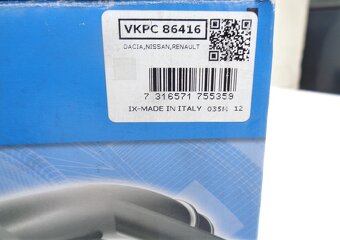 VKPC 86416
DACIA,NISSAN,RENAULT
7 316571 755359
IX-MADE IN ITALY 035N 12